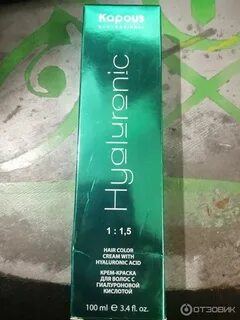 Kapous
PROFESSIONAL
Hyaluronic
1 : 1,5
HAIR COLOR
CREAM WITH
HYALURONIC ACID
КРЕМ-КРАСКА
ДЛЯ ВОЛОС С
ГИАЛУРОНОВОЙ
КИСЛОТОЙ
100 ml e 3.4 fl. oz.
ОТЗОВИК